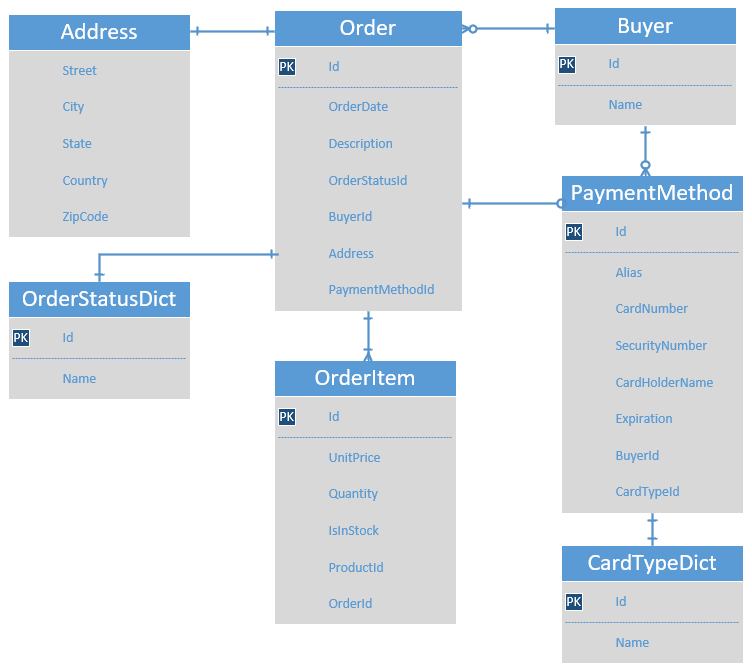 Address
Street
City
State
Country
ZipCode
Order
PK Id
OrderDate
Description
OrderStatusId
BuyerId
Address
PaymentMethodId
Buyer
PK Id
Name
PaymentMethod
PK Id
Alias
CardNumber
SecurityNumber
CardHolderName
Expiration
BuyerId
CardTypeId
OrderStatusDict
PK Id
Name
OrderItem
PK Id
UnitPrice
Quantity
IsInStock
ProductId
OrderId
CardTypeDict
PK Id
Name